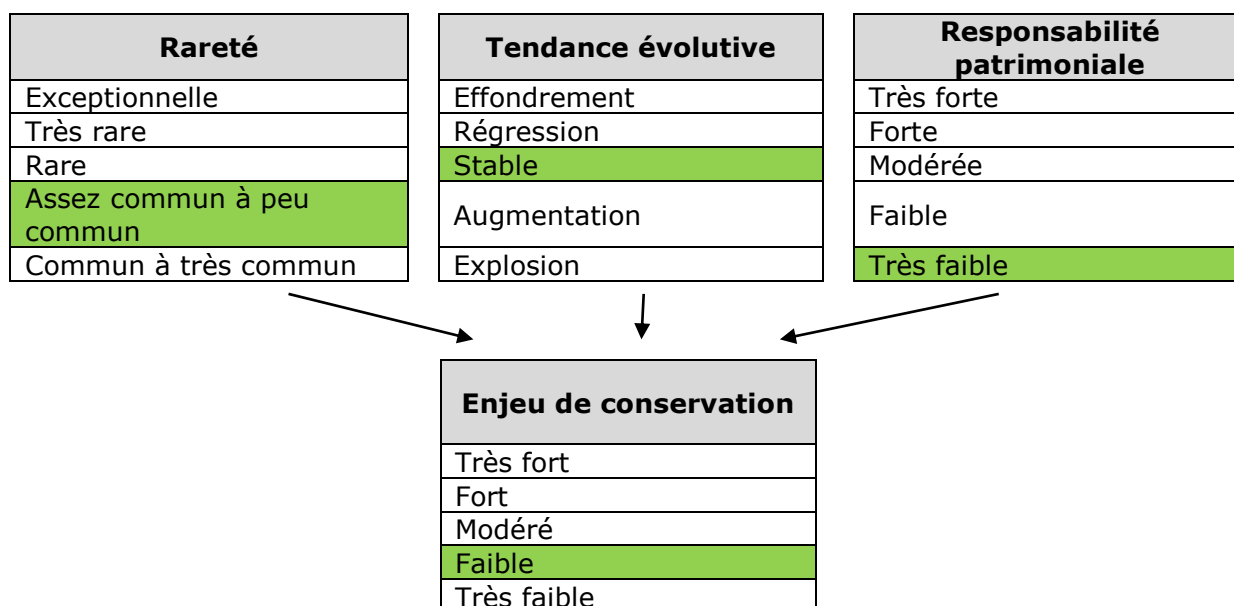 Rareté
Exceptionnelle
Très rare
Rare
Assez commun à peu
commun
Commun à très commun
Tendance évolutive
Effondrement
Régression
Stable
Augmentation
Explosion
Responsabilité
patrimoniale
Très forte
Forte
Modérée
Faible
Très faible
Enjeu de conservation
Très fort
Fort
Modéré
Faible
Très faible